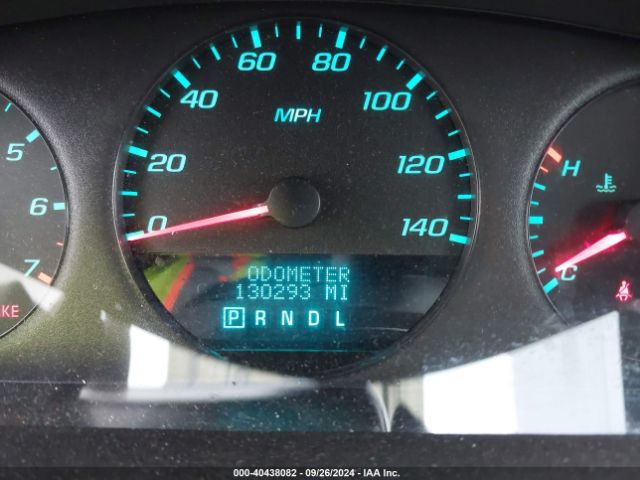 60 80
40 100
MPH
20 120
0 140
5
6
7
H
C
KE
ODOMETER
130293 MI
P R N D L
000-40438082 - 09/26/2024 - IAA Inc.